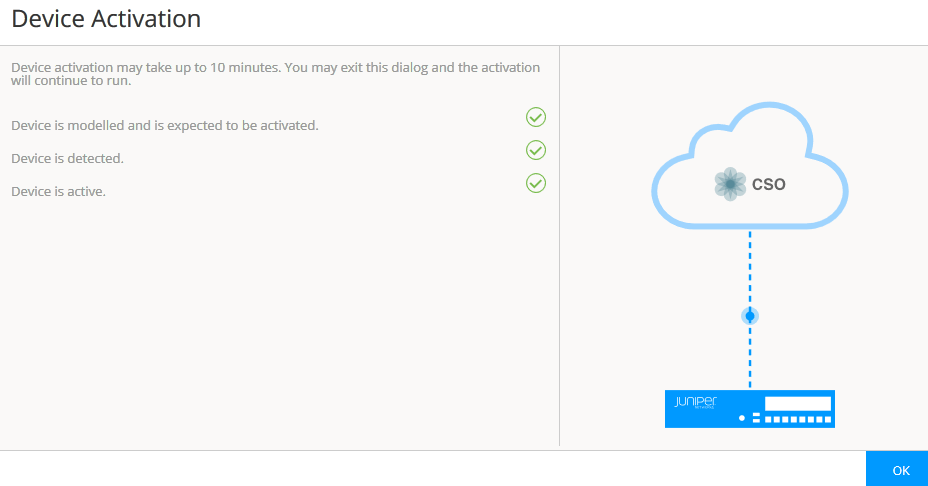 Device Activation
Device activation may take up to 10 minutes. You may exit this dialog and the activation
will continue to run.
Device is modelled and is expected to be activated.
Device is detected.
Device is active.
CSO
JUNIPER
OK